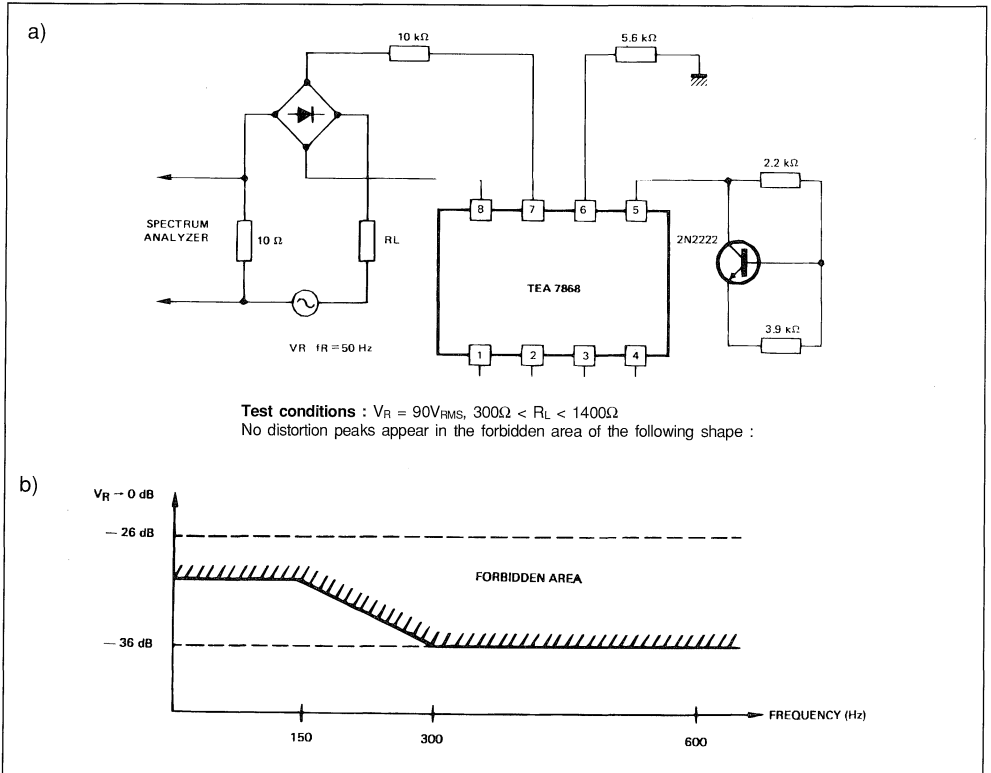 a)
10 kΩ
5.6 kΩ
2.2 kΩ
8 7 6 5
SPECTRUM
ANALYZER
10 Ω
RL
2N2222
TEA 7868
3.9 kΩ
VR fR = 50 Hz
1 2 3 4
Test conditions : VR = 90VRMS, 300Ω < RL < 1400Ω
No distortion peaks appear in the forbidden area of the following shape :
b)
VR → 0 dB
— 26 dB
FORBIDDEN AREA
— 36 dB
FREQUENCY (Hz)
150 300 600